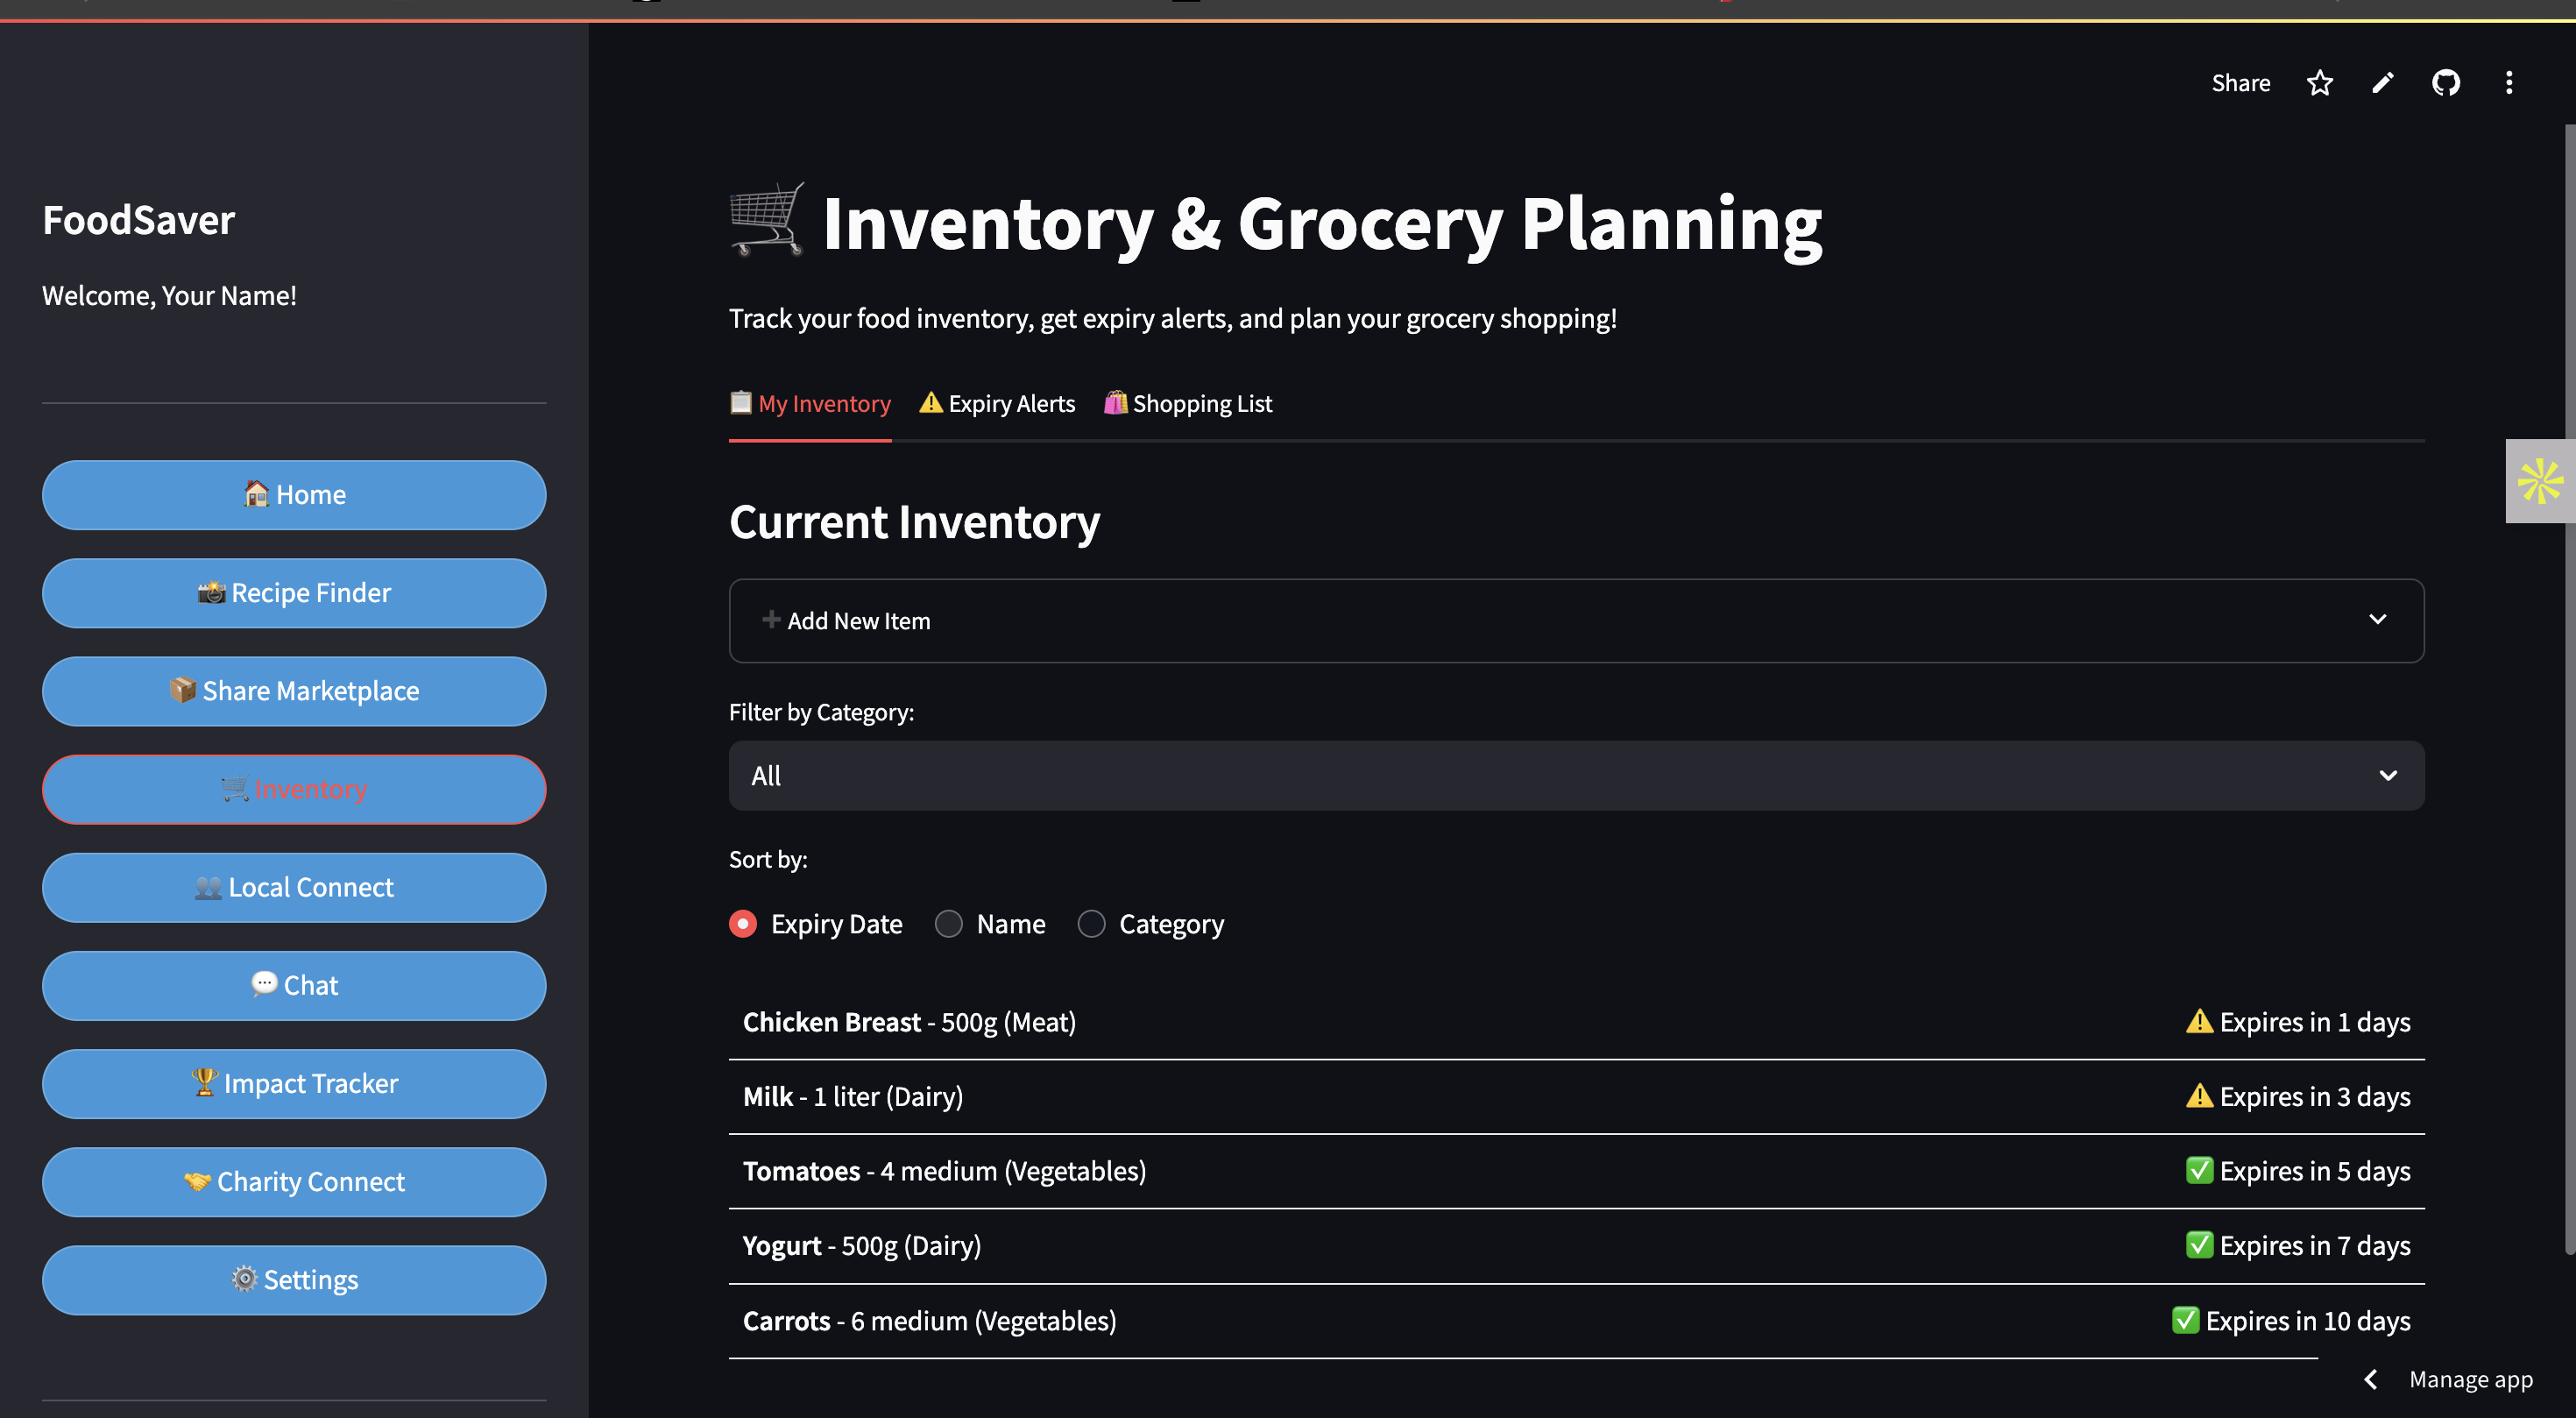 Share
FoodSaver
Welcome, Your Name!
Home
Recipe Finder
Share Marketplace
Inventory
Local Connect
Chat
Impact Tracker
Charity Connect
Settings
Inventory & Grocery Planning
Track your food inventory, get expiry alerts, and plan your grocery shopping!
My Inventory Expiry Alerts Shopping List
Current Inventory
Add New Item
Filter by Category:
All
Sort by:
Expiry Date Name Category
Chicken Breast - 500g (Meat) Expires in 1 days
Milk - 1 liter (Dairy) Expires in 3 days
Tomatoes - 4 medium (Vegetables) Expires in 5 days
Yogurt - 500g (Dairy) Expires in 7 days
Carrots - 6 medium (Vegetables) Expires in 10 days
Manage app